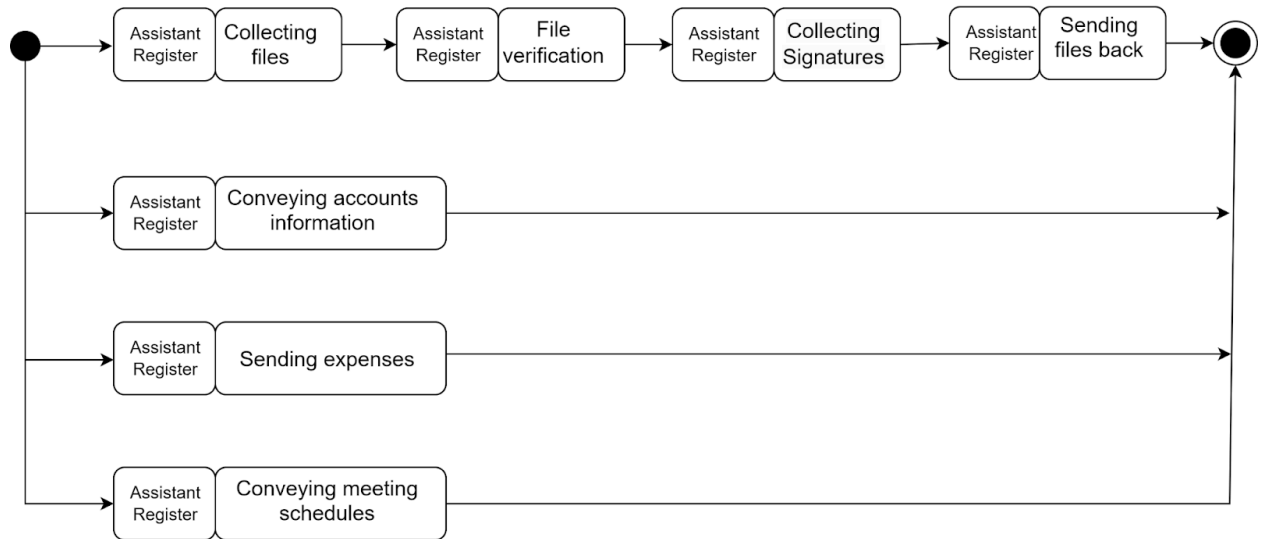 Assistant
Register
Collecting
files
Assistant
Register
File
verification
Assistant
Register
Collecting
Signatures
Assistant
Register
Sending
files back
Assistant
Register
Conveying accounts
information
Assistant
Register
Sending expenses
Assistant
Register
Conveying meeting
schedules